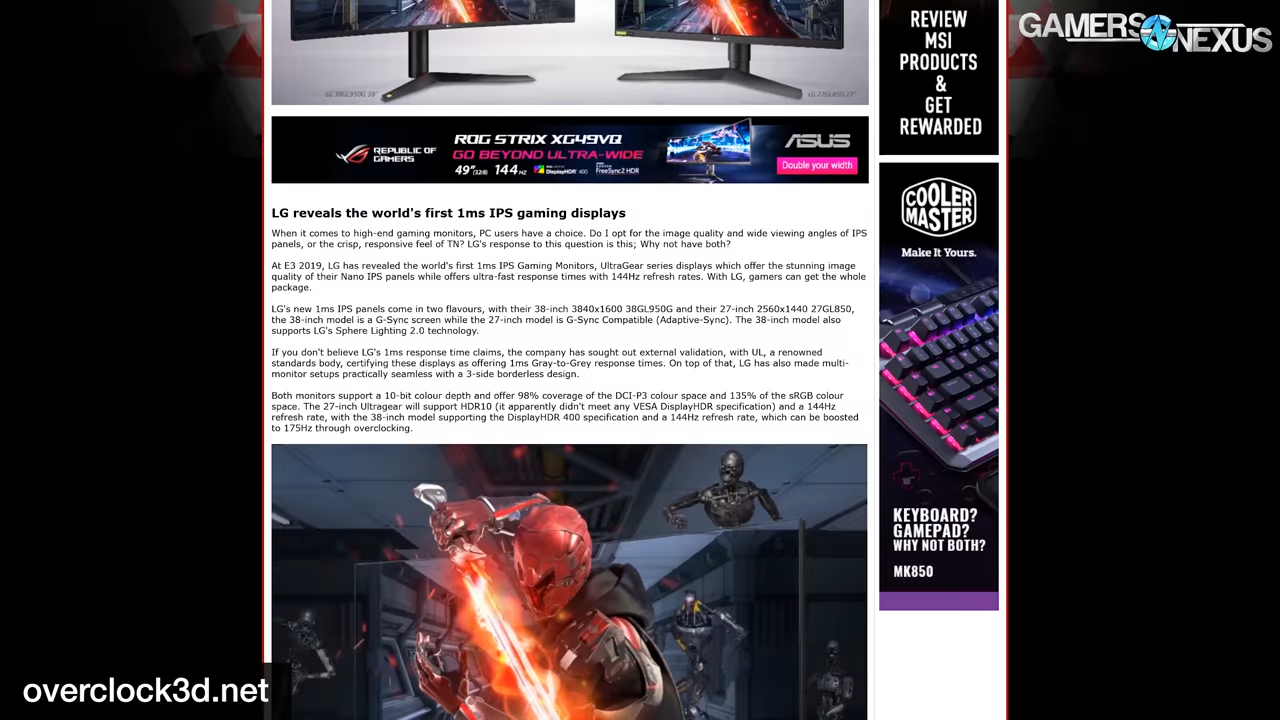 GAMERS NEXUS
LG 38GL950G 38"
LG 27GL850 27"
REVIEW
MSI
PRODUCTS
&
GET
REWARDED
REPUBLIC OF
GAMERS
ROG STRIX XG49VQ
GO BEYOND ULTRA-WIDE
49" (32:9) 144 HZ DisplayHDR 400 FreeSync2 HDR
ASUS
Double your width
COOLER
MASTER
Make It Yours.
LG reveals the world's first 1ms IPS gaming displays
When it comes to high-end gaming monitors, PC users have a choice. Do I opt for the image quality and wide viewing angles of IPS
panels, or the crisp, responsive feel of TN? LG's response to this question is this; Why not have both?
At E3 2019, LG has revealed the world's first 1ms IPS Gaming Monitors, UltraGear series displays which offer the stunning image
quality of their Nano IPS panels while offers ultra-fast response times with 144Hz refresh rates. With LG, gamers can get the whole
package.
LG's new 1ms IPS panels come in two flavours, with their 38-inch 3840x1600 38GL950G and their 27-inch 2560x1440 27GL850,
the 38-inch model is a G-Sync screen while the 27-inch model is G-Sync Compatible (Adaptive-Sync). The 38-inch model also
supports LG's Sphere Lighting 2.0 technology.
If you don't believe LG's 1ms response time claims, the company has sought out external validation, with UL, a renowned
standards body, certifying these displays as offering 1ms Gray-to-Grey response times. On top of that, LG has also made multi-
monitor setups practically seamless with a 3-side borderless design.
Both monitors support a 10-bit colour depth and offer 98% coverage of the DCI-P3 colour space and 135% of the sRGB colour
space. The 27-inch Ultragear will support HDR10 (it apparently didn't meet any VESA DisplayHDR specification) and a 144Hz
refresh rate, with the 38-inch model supporting the DisplayHDR 400 specification and a 144Hz refresh rate, which can be boosted
to 175Hz through overclocking.
KEYBOARD?
GAMEPAD?
WHY NOT BOTH?
MK850
overclock3d.net